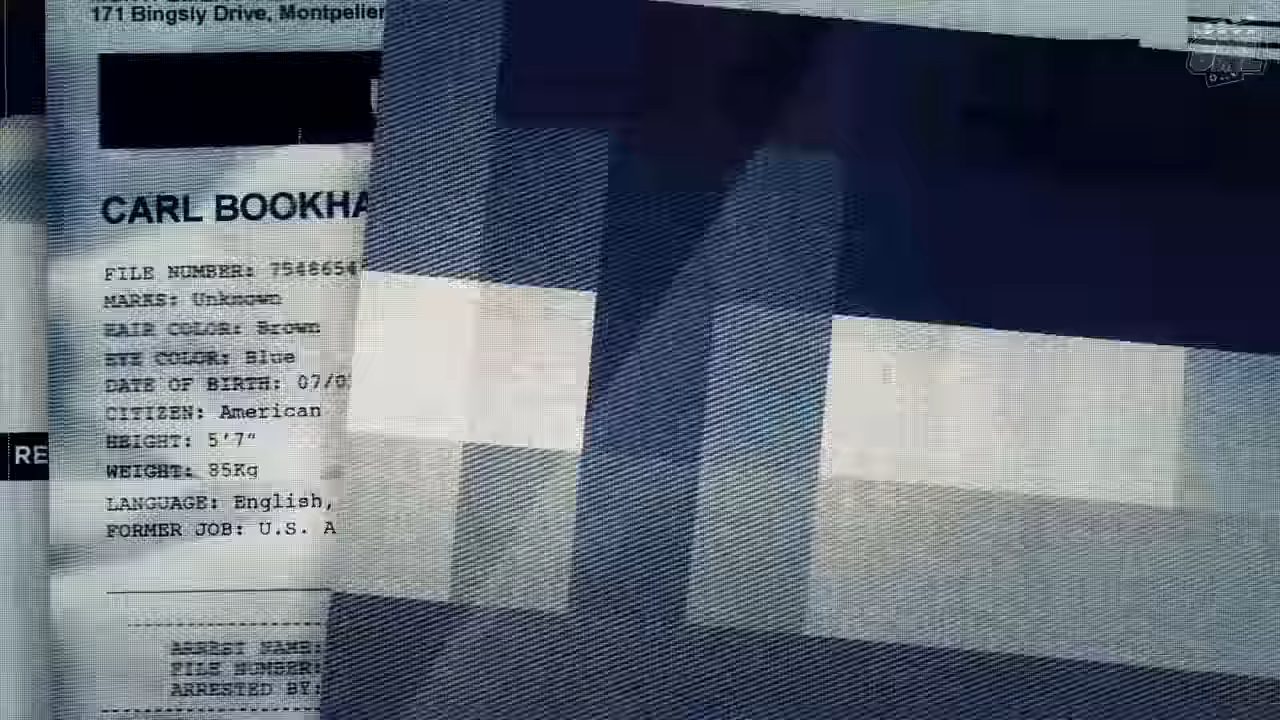 171 Bingsly Drive, Montpelier
CARL BOOKHA
FILE NUMBER: 7548654
MARKS: Unknown
HAIR COLOR: Brown
EYE COLOR: Blue
DATE OF BIRTH: 07/0
CITIZEN: American
HEIGHT: 5'7"
WEIGHT: 85Kg
LANGUAGE: English,
FORMER JOB: U.S. A
RE
ARREST NAME:
FILE NUMBER:
ARRESTED BY: